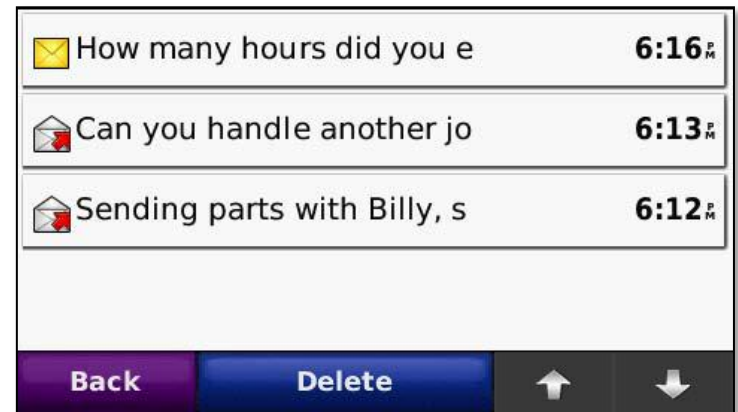 How many hours did you e 6:16 PM
Can you handle another jo 6:13 PM
Sending parts with Billy, s 6:12 PM
Back Delete